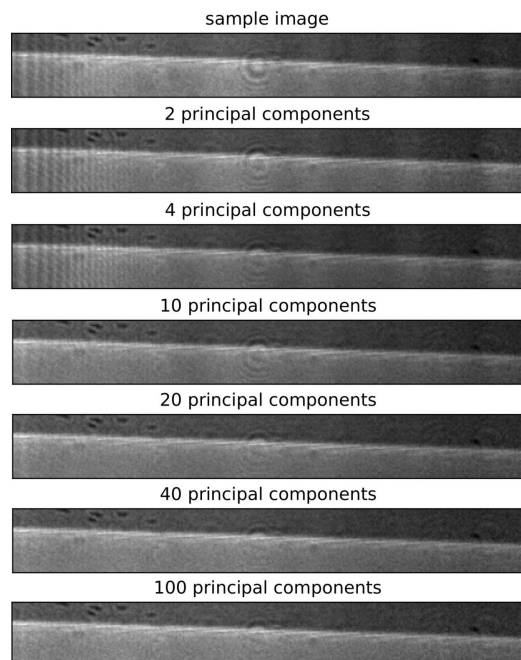 sample image
2 principal components
4 principal components
10 principal components
20 principal components
40 principal components
100 principal components